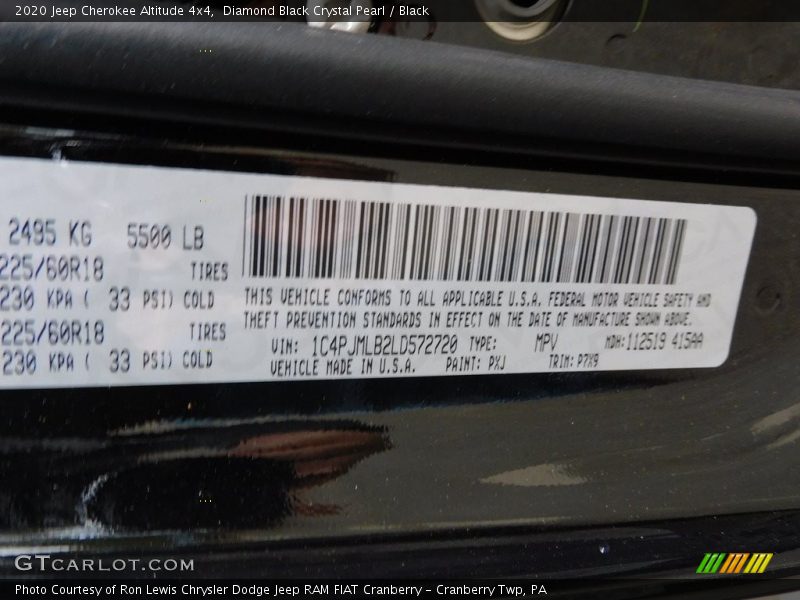 2020 Jeep Cherokee Altitude 4x4, Diamond Black Crystal Pearl / Black
2495 KG 5500 LB
225/60R18 TIRES
230 KPA ( 33 PSI) COLD
225/60R18 TIRES
230 KPA ( 33 PSI) COLD
THIS VEHICLE CONFORMS TO ALL APPLICABLE U.S.A. FEDERAL MOTOR VEHICLE SAFETY AND
THEFT PREVENTION STANDARDS IN EFFECT ON THE DATE OF MANUFACTURE SHOWN ABOVE.
VIN: 1C4PJMLB2LD572720 TYPE: MPV MDH:112519 415AA
VEHICLE MADE IN U.S.A. PAINT: PXJ TRIM: P7X9
GTCARLOT.COM
Photo Courtesy of Ron Lewis Chrysler Dodge Jeep RAM FIAT Cranberry - Cranberry Twp, PA